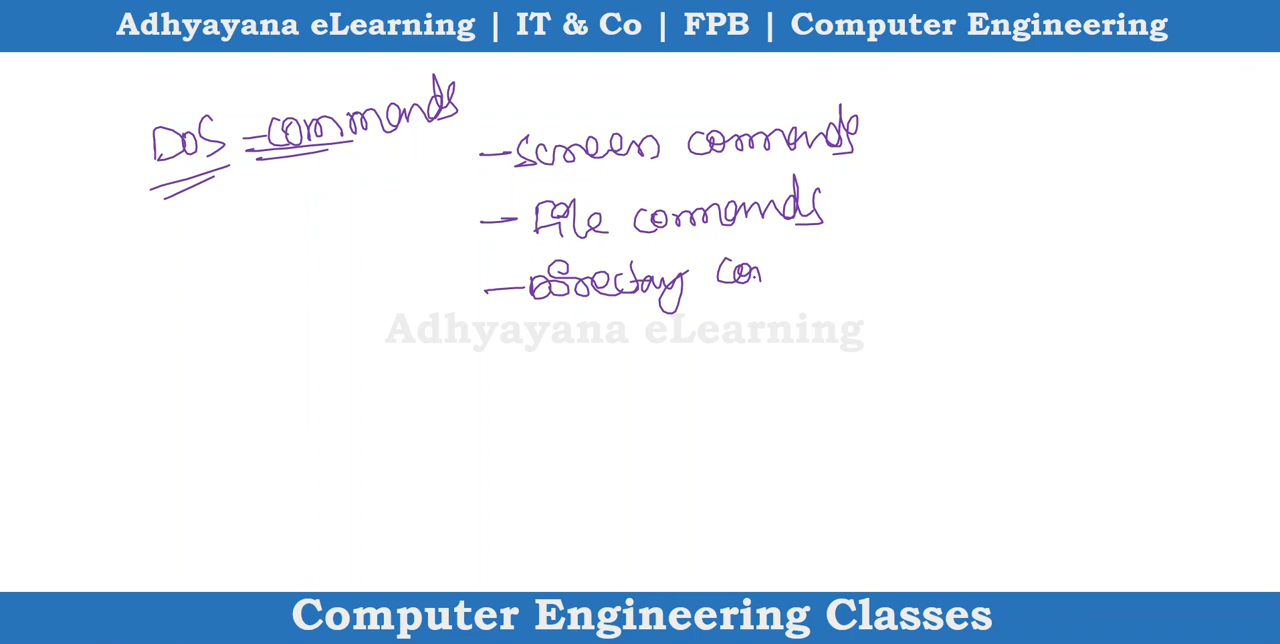 Adhyayana eLearning | IT & Co | FPB | Computer Engineering
DOS - commands
- Screen commands
- File commands
- Directory com
Adhyayana eLearning
Computer Engineering Classes